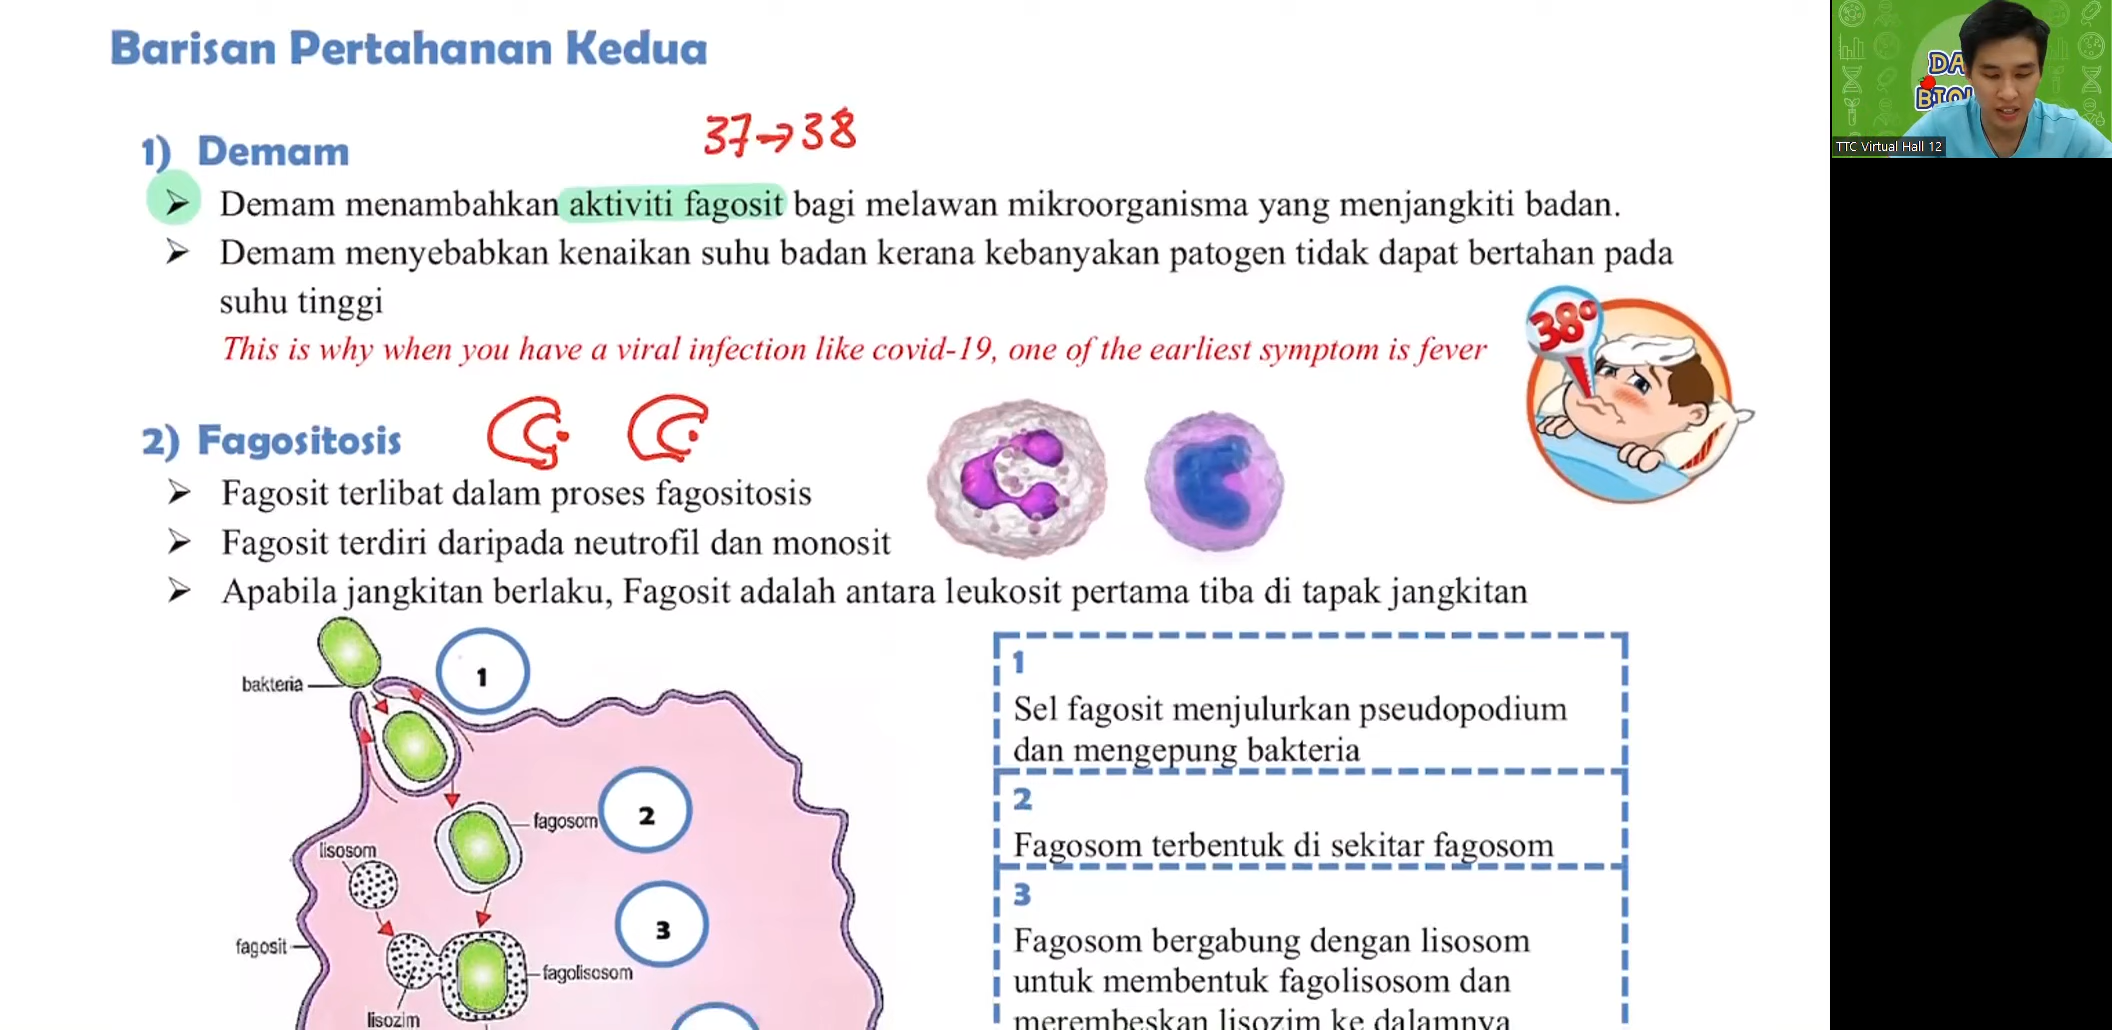 Barisan Pertahanan Kedua
37→38
1) Demam
➤ Demam menambahkan aktiviti fagosit bagi melawan mikroorganisma yang menjangkiti badan.
➤ Demam menyebabkan kenaikan suhu badan kerana kebanyakan patogen tidak dapat bertahan pada
suhu tinggi
This is why when you have a viral infection like covid-19, one of the earliest symptom is fever
38°
2) Fagositosis
➤ Fagosit terlibat dalam proses fagositosis
➤ Fagosit terdiri daripada neutrofil dan monosit
➤ Apabila jangkitan berlaku, Fagosit adalah antara leukosit pertama tiba di tapak jangkitan
bakteria
1
fagosom
2
lisosom
3
fagosit
fagolisosom
lisozim
1
Sel fagosit menjulurkan pseudopodium
dan mengepung bakteria
2
Fagosom terbentuk di sekitar fagosom
3
Fagosom bergabung dengan lisosom
untuk membentuk fagolisosom dan
merembeskan lisozim ke dalamnya
TTC Virtual Hall 12